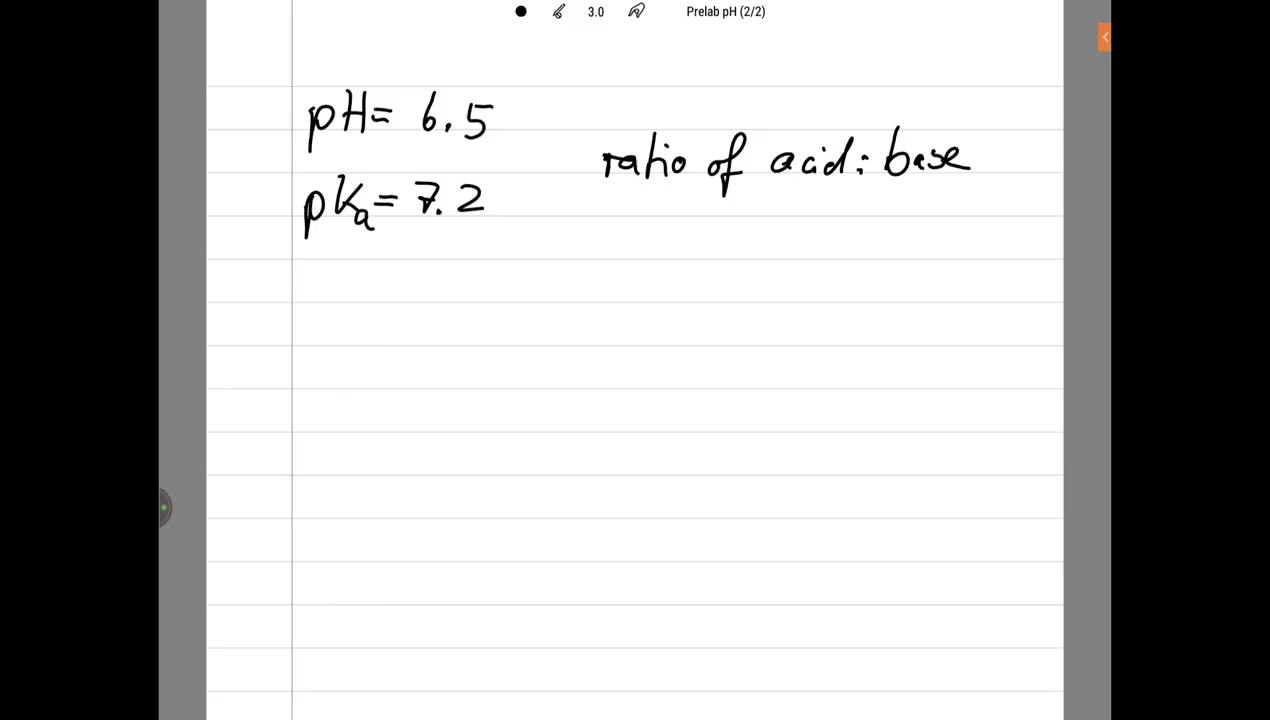 3.0 Prelab pH (2/2)
pH= 6.5
ratio of acid: base
pKa= 7.2